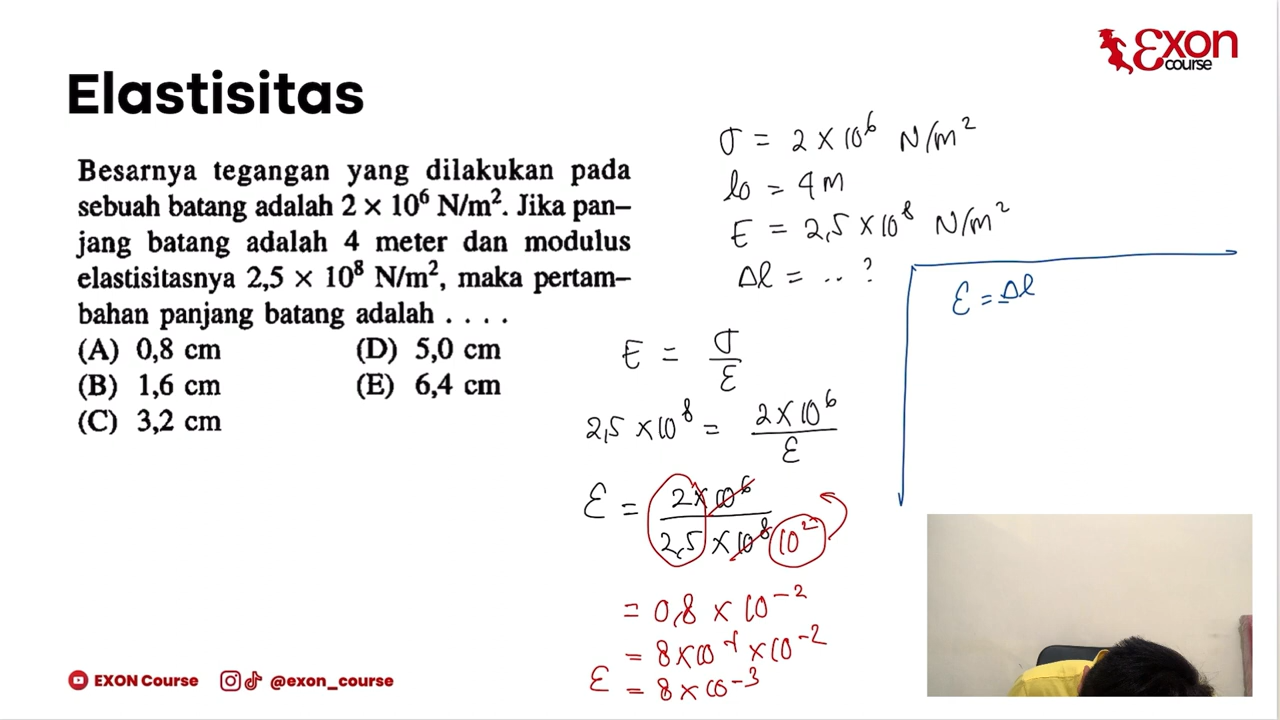 Exon
course
Elastisitas
Besarnya tegangan yang dilakukan pada
sebuah batang adalah 2 × 10⁶ N/m². Jika pan–
jang batang adalah 4 meter dan modulus
elastisitasnya 2,5 × 10⁸ N/m², maka pertam–
bahan panjang batang adalah . . . .
(A) 0,8 cm (D) 5,0 cm
(B) 1,6 cm (E) 6,4 cm
(C) 3,2 cm
σ = 2 × 10⁶ N/m²
lo = 4 M
E = 2,5 × 10⁸ N/m²
Δl = .. ?
E = σ / ε
2,5 × 10⁸ = 2 × 10⁶ / ε
ε = 2 × 10⁶ / 2,5 × 10⁸ 10²
= 0,8 × 10⁻²
= 8 × 10⁻¹ × 10⁻²
ε = 8 × 10⁻³
ε = Δl
EXON Course @exon_course